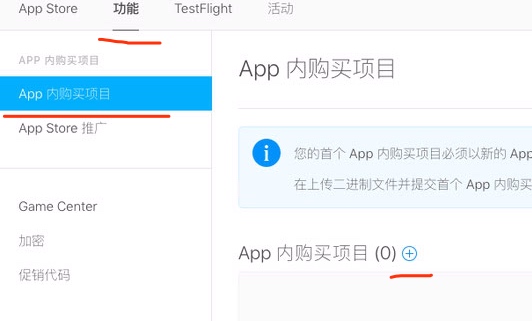 App Store 功能 TestFlight 活动
APP 内购买项目
App 内购买项目
App Store 推广
Game Center
加密
促销代码
App 内购买项目
您的首个 App 内购买项目必须以新的 App
在上传二进制文件并提交首个 App 内购买
App 内购买项目 (0)